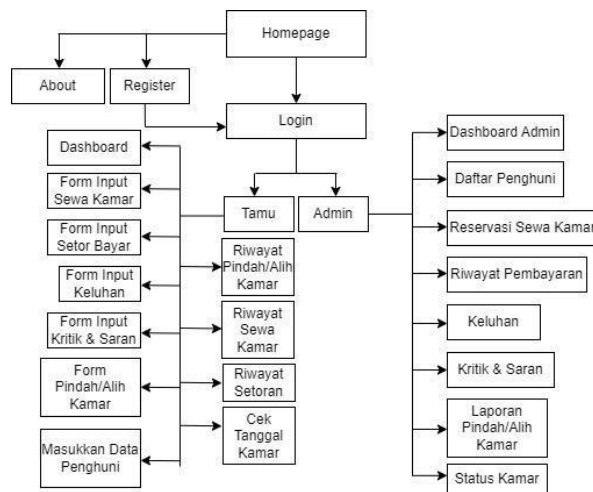 Homepage
About
Register
Login
Dashboard
Form Input
Sewa Kamar
Form Input
Setor Bayar
Form Input
Keluhan
Form Input
Kritik & Saran
Form
Pindah/Alih
Kamar
Masukkan Data
Penghuni
Tamu
Admin
Riwayat
Pindah/Alih
Kamar
Riwayat
Sewa
Kamar
Riwayat
Setoran
Cek
Tanggal
Kamar
Dashboard Admin
Daftar Penghuni
Reservasi Sewa Kamar
Riwayat Pembayaran
Keluhan
Kritik & Saran
Laporan
Pindah/Alih
Kamar
Status Kamar